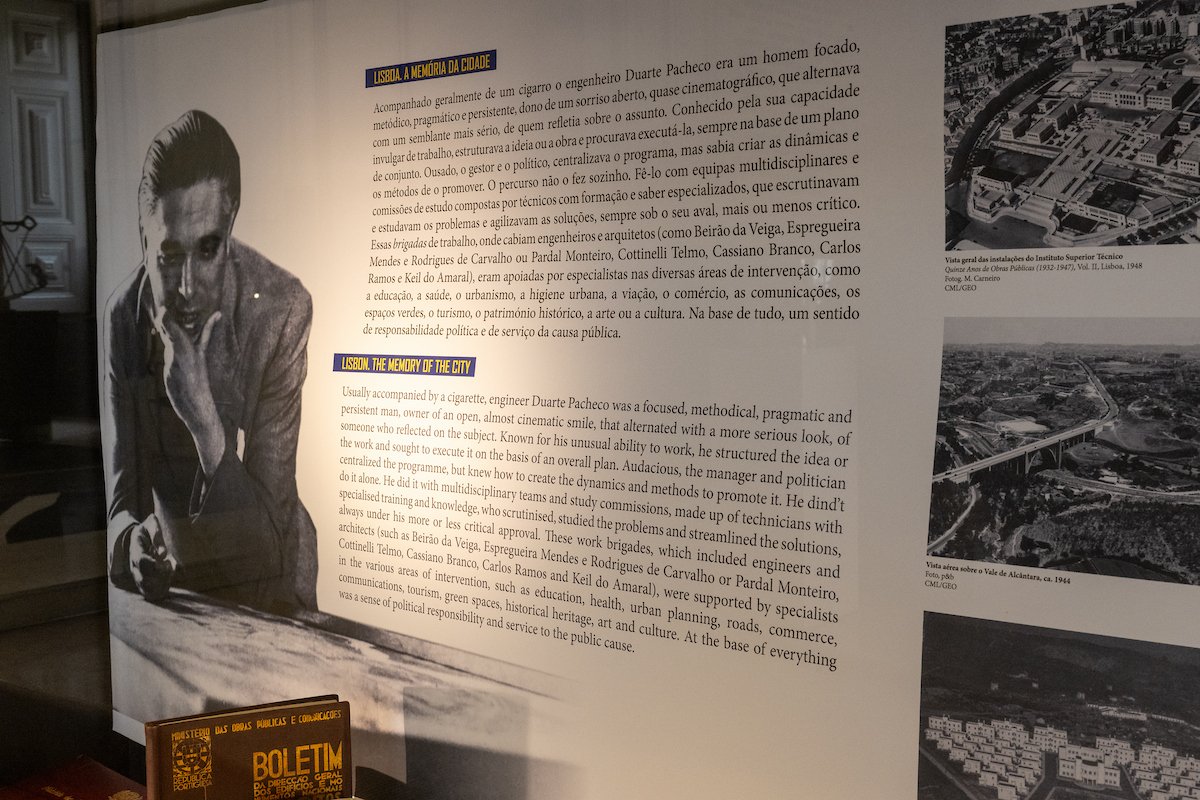 LISBOA. A MEMÓRIA DA CIDADE
Acompanhado geralmente de um cigarro o engenheiro Duarte Pacheco era um homem focado,
metódico, pragmático e persistente, dono de um sorriso aberto, quase cinematográfico, que alternava
com um semblante mais sério, de quem refletia sobre o assunto. Conhecido pela sua capacidade
invulgar de trabalho, estruturava a ideia ou a obra e procurava executá-la, sempre na base de um plano
de conjunto. Ousado, o gestor e o político, centralizava o programa, mas sabia criar as dinâmicas e
os métodos de o promover. O percurso não o fez sozinho. Fê-lo com equipas multidisciplinares e
comissões de estudo compostas por técnicos com formação e saber especializados, que escrutinavam
e estudavam os problemas e agilizavam as soluções, sempre sob o seu aval, mais ou menos crítico.
Essas brigadas de trabalho, onde cabiam engenheiros e arquitetos (como Beirão da Veiga, Espregueira
Mendes e Rodrigues de Carvalho ou Pardal Monteiro, Cottinelli Telmo, Cassiano Branco, Carlos
Ramos e Keil do Amaral), eram apoiadas por especialistas nas diversas áreas de intervenção, como
a educação, a saúde, o urbanismo, a higiene urbana, a viação, o comércio, as comunicações, os
espaços verdes, o turismo, o património histórico, a arte ou a cultura. Na base de tudo, um sentido
de responsabilidade política e de serviço da causa pública.
LISBON. THE MEMORY OF THE CITY
Usually accompanied by a cigarette, engineer Duarte Pacheco was a focused, methodical, pragmatic and
persistent man, owner of an open, almost cinematic smile, that alternated with a more serious look, of
someone who reflected on the subject. Known for his unusual ability to work, he structured the idea or
the work and sought to execute it on the basis of an overall plan. Audacious, the manager and politician
centralized the programme, but knew how to create the dynamics and methods to promote it. He dind't
do it alone. He did it with multidisciplinary teams and study commissions, made up of technicians with
specialised training and knowledge, who scrutinised, studied the problems and streamlined the solutions,
always under his more or less critical approval. These work brigades, which included engineers and
architects (such as Beirão da Veiga, Espregueira Mendes e Rodrigues de Carvalho or Pardal Monteiro,
Cottinelli Telmo, Cassiano Branco, Carlos Ramos and Keil do Amaral), were supported by specialists
in the various areas of intervention, such as education, health, urban planning, roads, commerce,
communications, tourism, green spaces, historical heritage, art and culture. At the base of everything
was a sense of political responsibility and service to the public cause.
Vista geral das instalações do Instituto Superior Técnico
Quinze Anos de Obras Públicas (1932-1947), Vol. II, Lisboa, 1948
Fotog. M. Carneiro
CML/GEO
Vista aérea sobre o Vale de Alcântara, ca. 1944
Foto, p&b
CML/GEO
MINISTÉRIO DAS OBRAS PÚBLICAS E COMUNICAÇÕES
REPÚBLICA
PORTUGUESA
BOLETIM
DA DIRECÇÃO GERAL
DOS EDIFÍCIOS E MO
NUMENTOS NACIONAIS